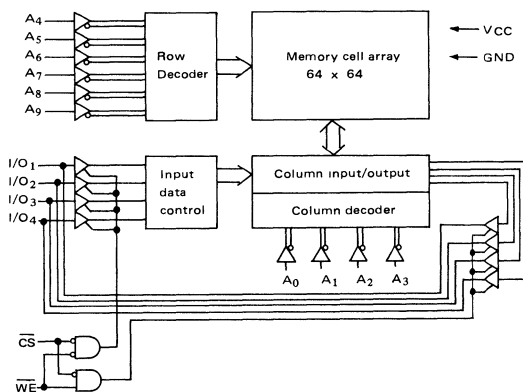 A4
A5
A6
A7
A8
A9
Row
Decoder
Memory cell array
64 x 64
VCC
GND
I/O1
I/O2
I/O3
I/O4
Input
data
control
Column input/output
Column decoder
A0 A1 A2 A3
CS
WE